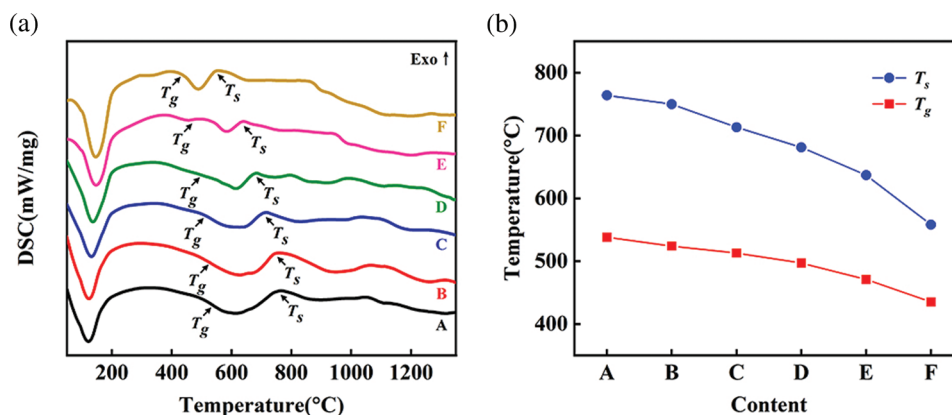 (a)
Exo ↑
Tg
Ts
F
Tg
Ts
E
Tg
Ts
D
Tg
Ts
C
Tg
Ts
B
Tg
Ts
A
DSC(mW/mg)
200 400 600 800 1000 1200
Temperature(°C)
(b)
Ts
Tg
800
700
600
500
400
Temperature(°C)
A B C D E F
Content